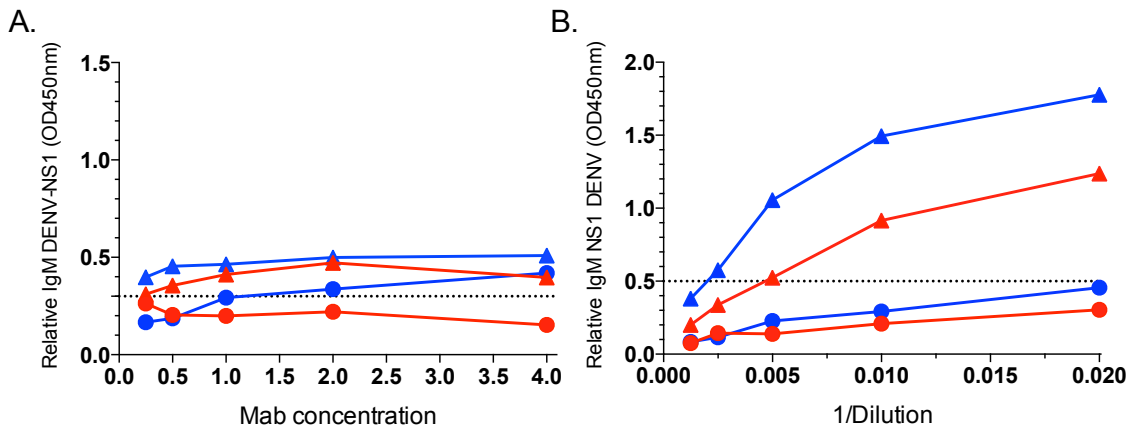 A.
Relative IgM DENV-NS1 (OD450nm)
1.5
1.0
0.5
0.0
0.0 0.5 1.0 1.5 2.0 2.5 3.0 3.5 4.0
Mab concentration
B.
Relative IgM NS1 DENV (OD450nm)
2.0
1.5
1.0
0.5
0.0
0.000 0.005 0.010 0.015 0.020
1/Dilution